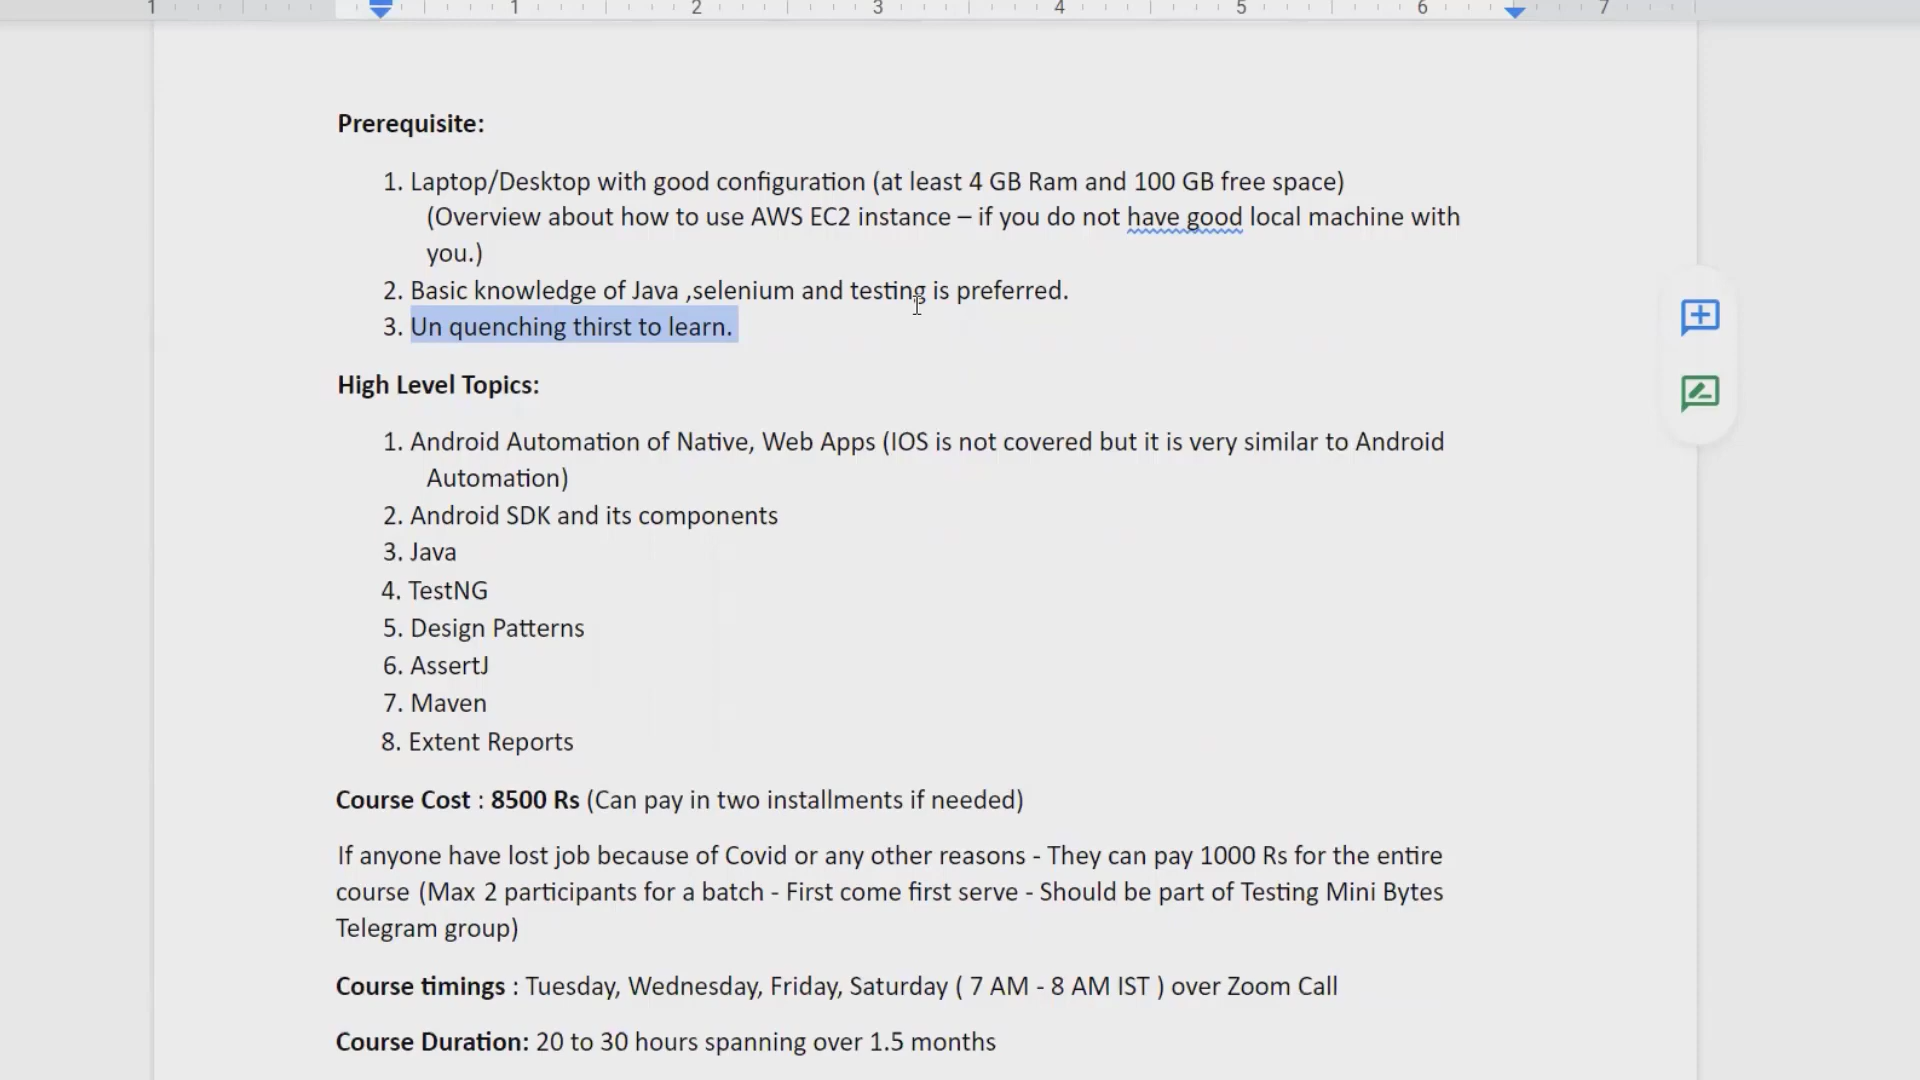 1 1 2 3 4 5 6 7
Prerequisite:
1. Laptop/Desktop with good configuration (at least 4 GB Ram and 100 GB free space)
(Overview about how to use AWS EC2 instance – if you do not have good local machine with
you.)
2. Basic knowledge of Java ,selenium and testing is preferred.
3. Un quenching thirst to learn.
High Level Topics:
1. Android Automation of Native, Web Apps (IOS is not covered but it is very similar to Android
Automation)
2. Android SDK and its components
3. Java
4. TestNG
5. Design Patterns
6. AssertJ
7. Maven
8. Extent Reports
Course Cost : 8500 Rs (Can pay in two installments if needed)
If anyone have lost job because of Covid or any other reasons - They can pay 1000 Rs for the entire
course (Max 2 participants for a batch - First come first serve - Should be part of Testing Mini Bytes
Telegram group)
Course timings : Tuesday, Wednesday, Friday, Saturday ( 7 AM - 8 AM IST ) over Zoom Call
Course Duration: 20 to 30 hours spanning over 1.5 months